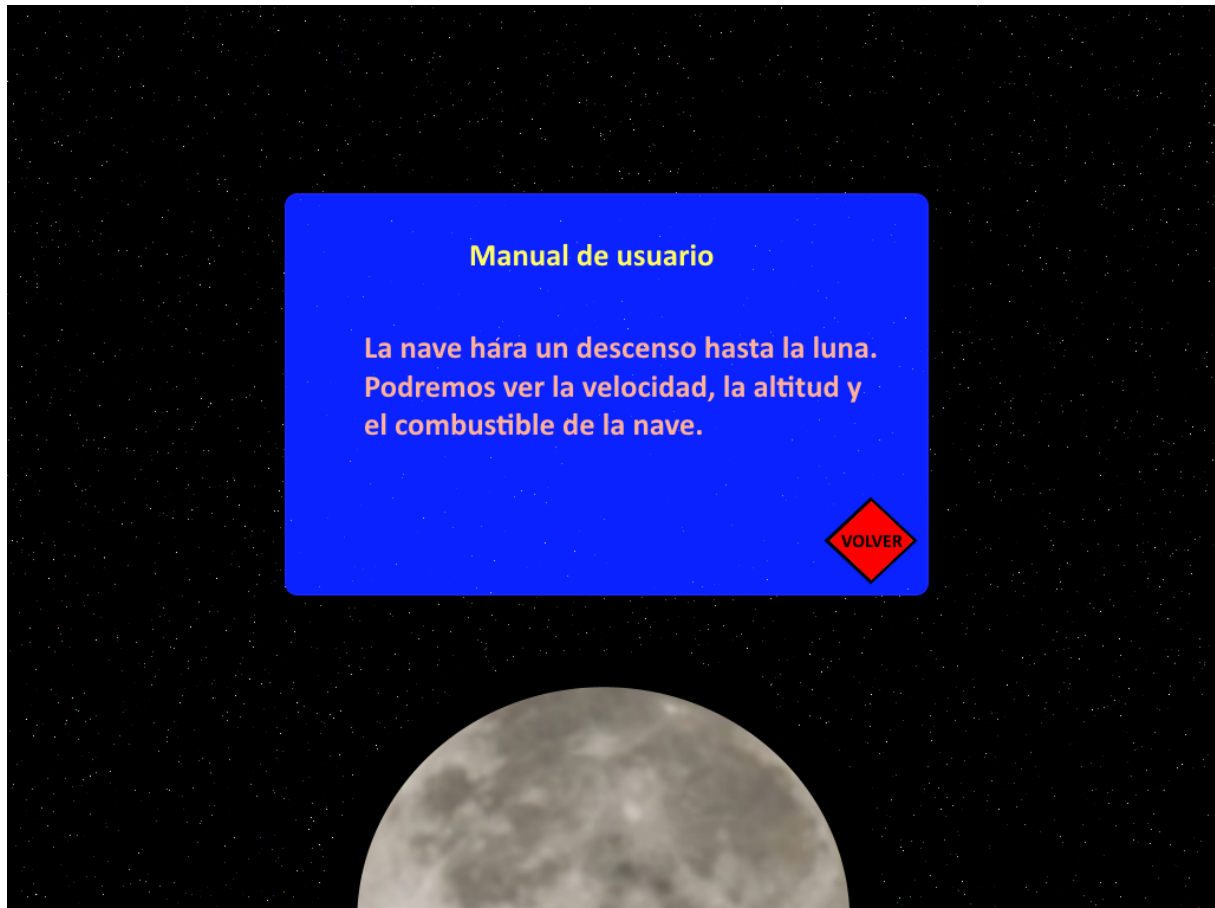 Manual de usuario
La nave hára un descenso hasta la luna.
Podremos ver la velocidad, la altitud y
el combustible de la nave.
VOLVER